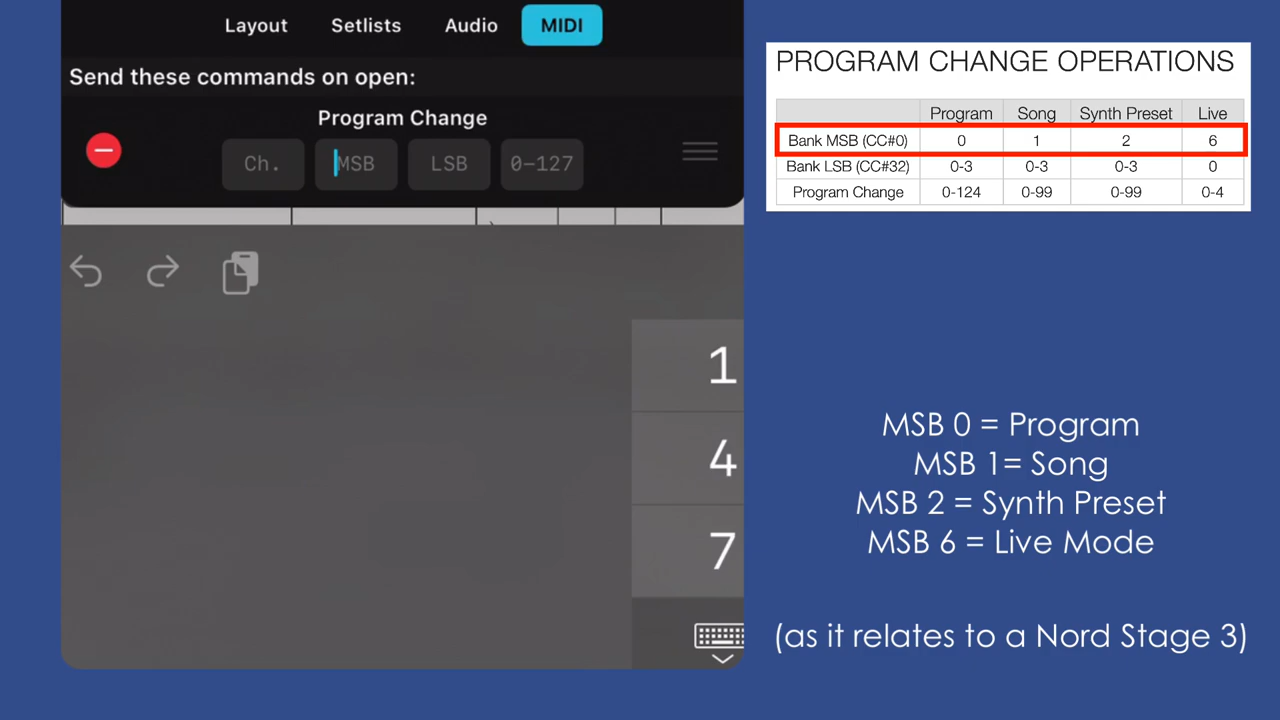 Layout Setlists Audio MIDI
Send these commands on open:
Program Change
Ch. MSB LSB 0-127
1
4
7
PROGRAM CHANGE OPERATIONS
Program Song Synth Preset Live
Bank MSB (CC#0) 0 1 2 6
Bank LSB (CC#32) 0-3 0-3 0-3 0
Program Change 0-124 0-99 0-99 0-4
MSB 0 = Program
MSB 1= Song
MSB 2 = Synth Preset
MSB 6 = Live Mode
(as it relates to a Nord Stage 3)